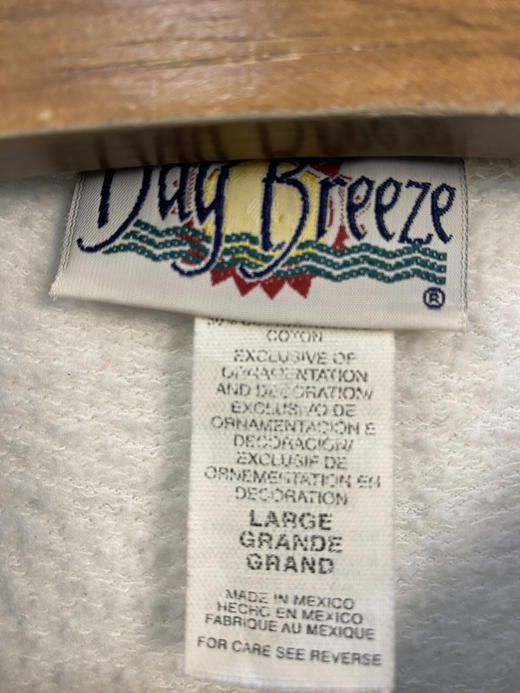 Day Breeze
®
COTON
EXCLUSIVE OF
ORNAMENTATION
AND DECORATION/
EXCLUSIVO DE
ORNAMENTACION E
DECORACIÓN/
EXCLUSIF DE
ORNEMENTATION EN
DECORATION
LARGE
GRANDE
GRAND
MADE IN MEXICO
HECHO EN MEXICO
FABRIQUE AU MEXIQUE
FOR CARE SEE REVERSE